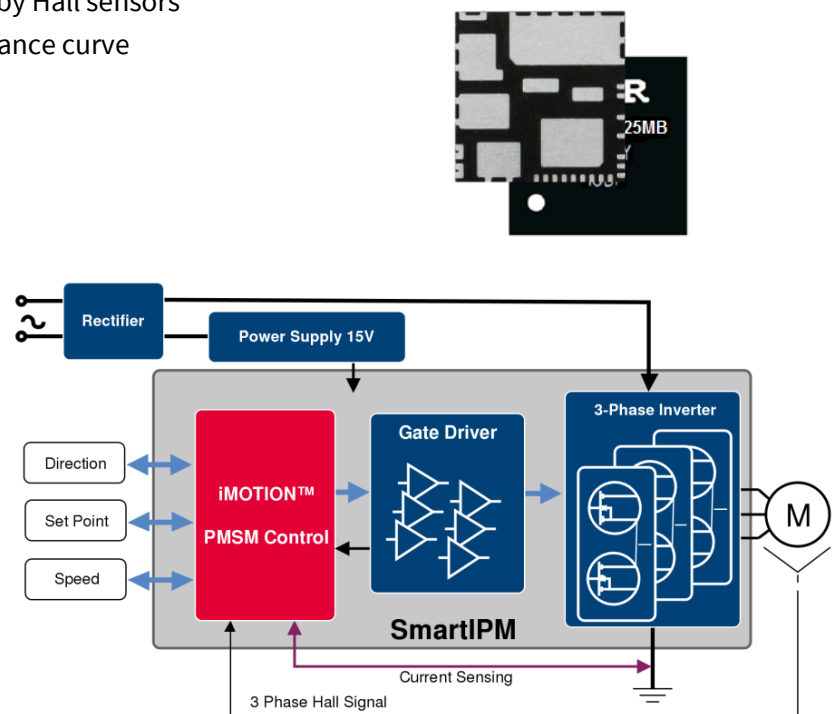 by Hall sensors
ance curve
R
25MB
Rectifier
Power Supply 15V
3-Phase Inverter
Gate Driver
Direction
iMOTION™
Set Point
PMSM Control
M
Speed
SmartIPM
Current Sensing
3 Phase Hall Signal